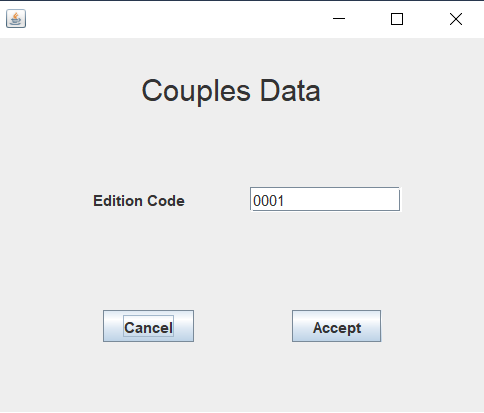 Couples Data
Edition Code 0001
Cancel Accept